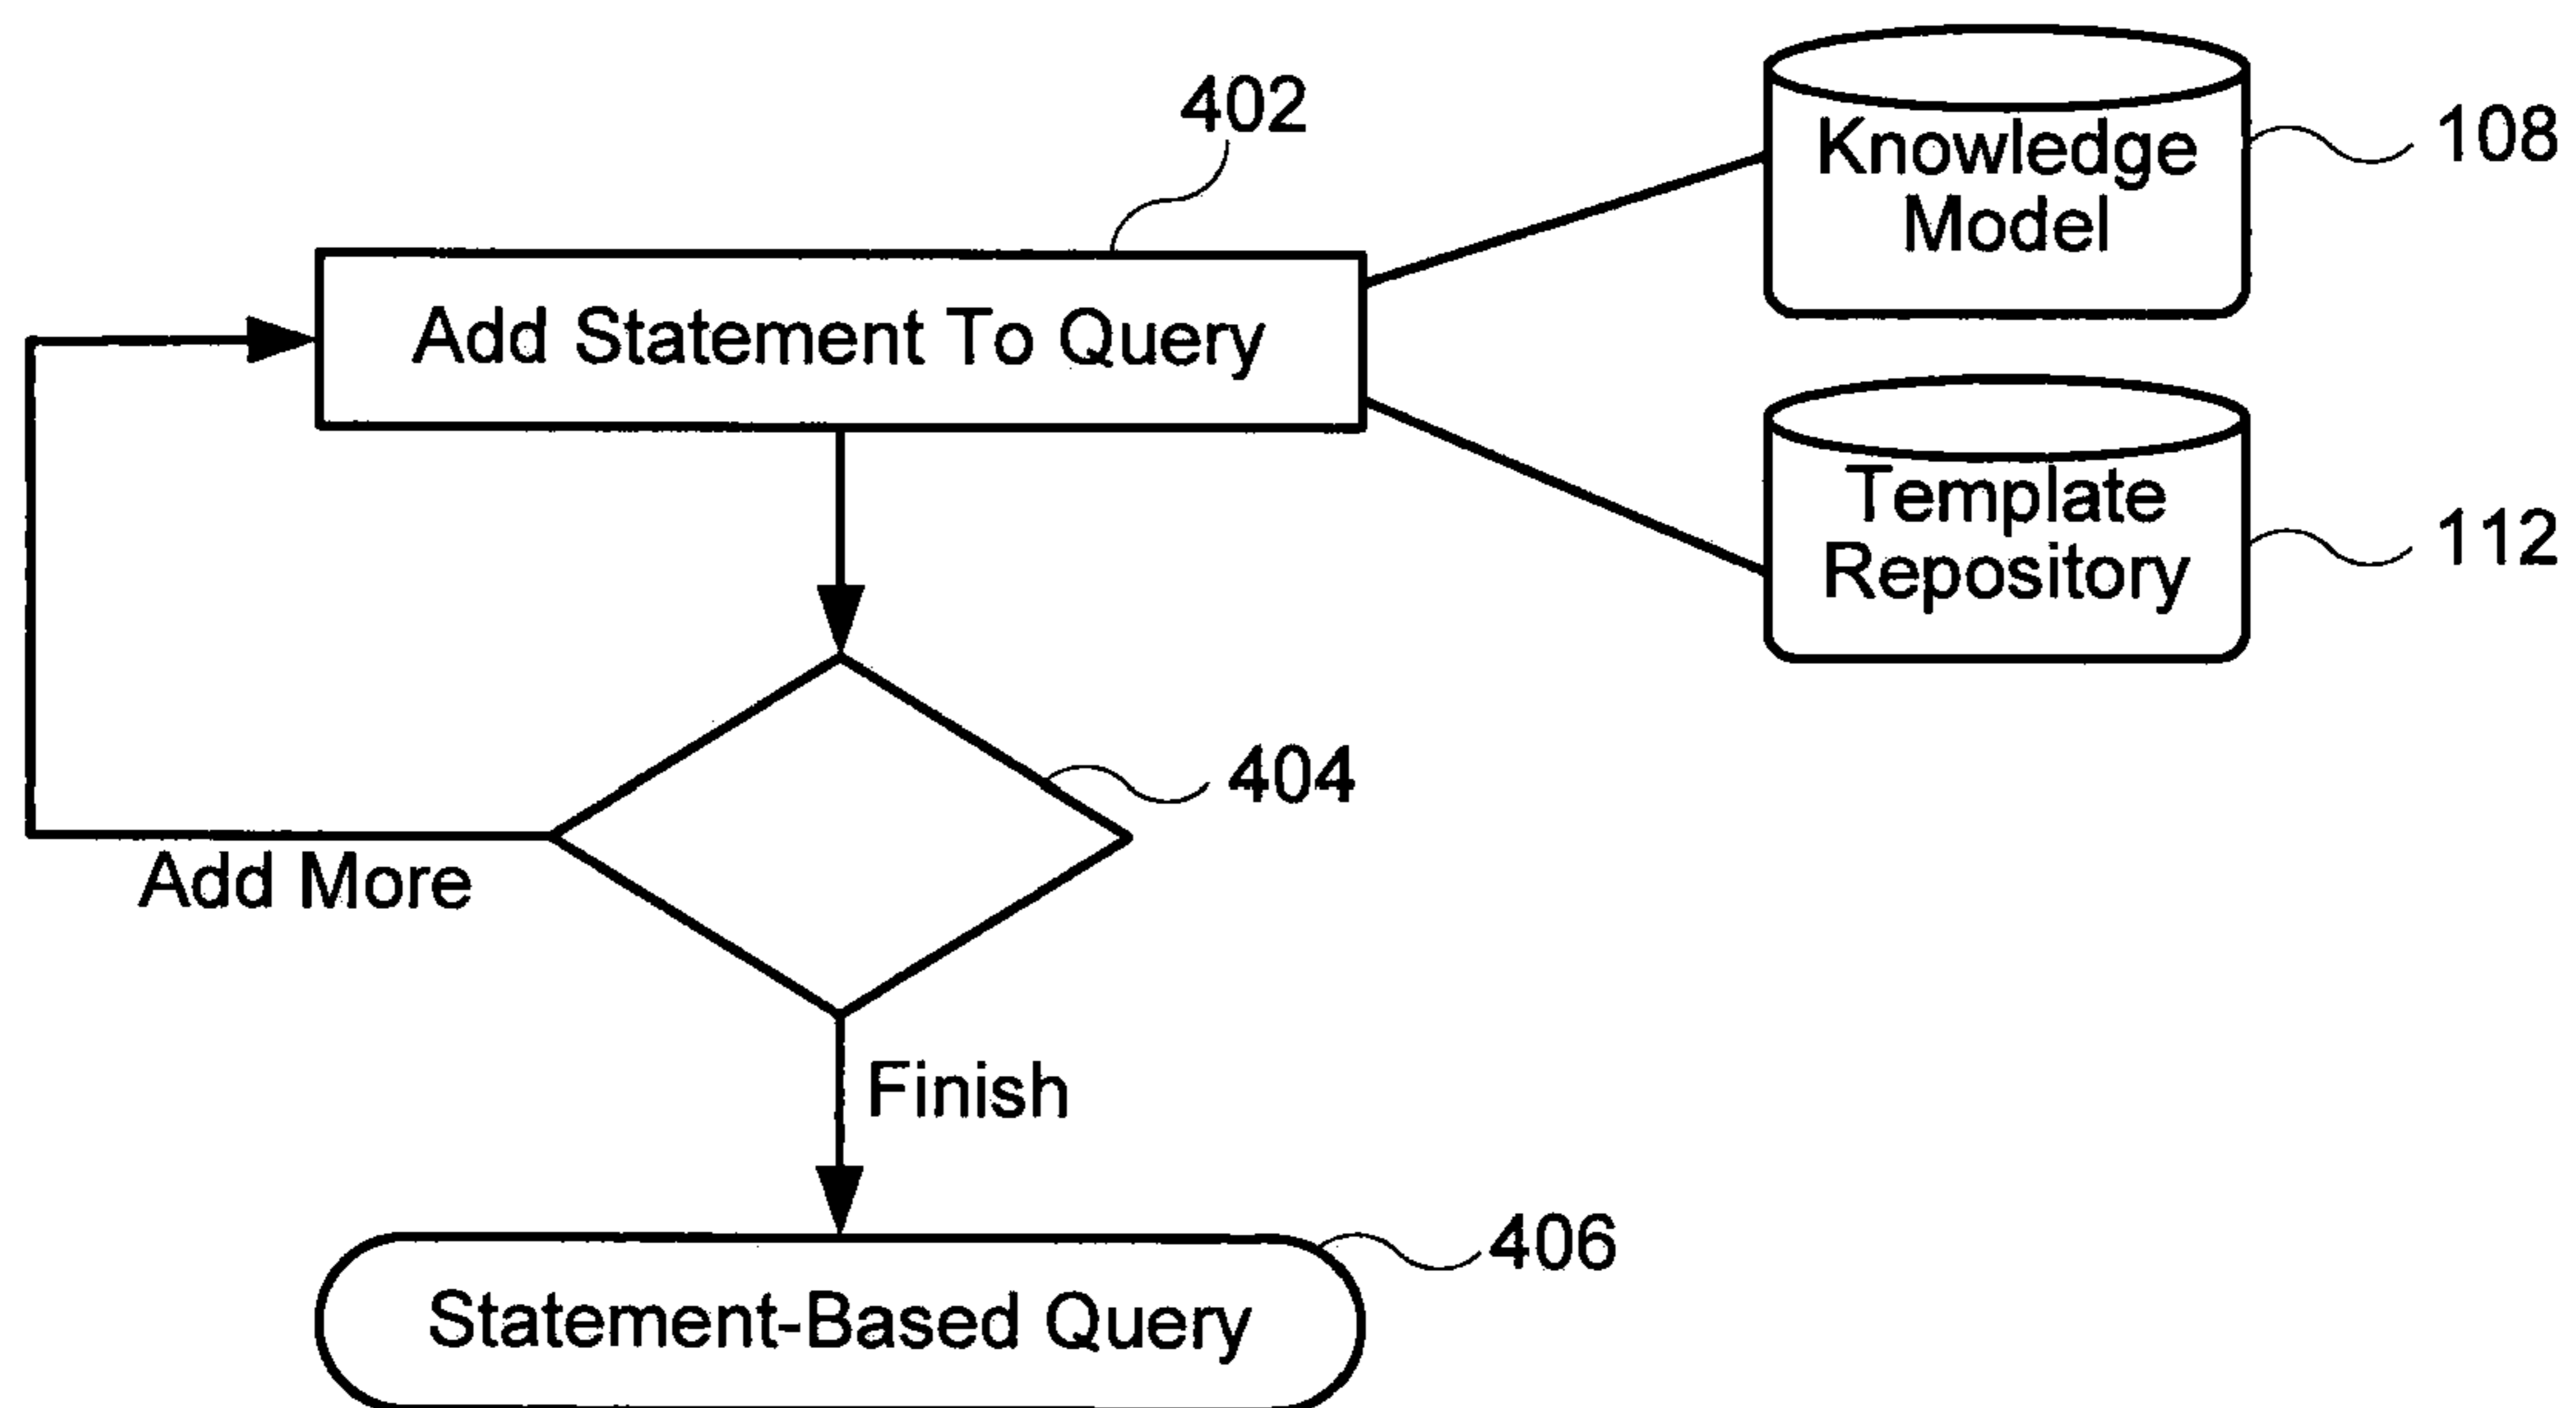 402
Knowledge
Model
108
Add Statement To Query
Template
Repository
112
404
Add More
Finish
406
Statement-Based Query